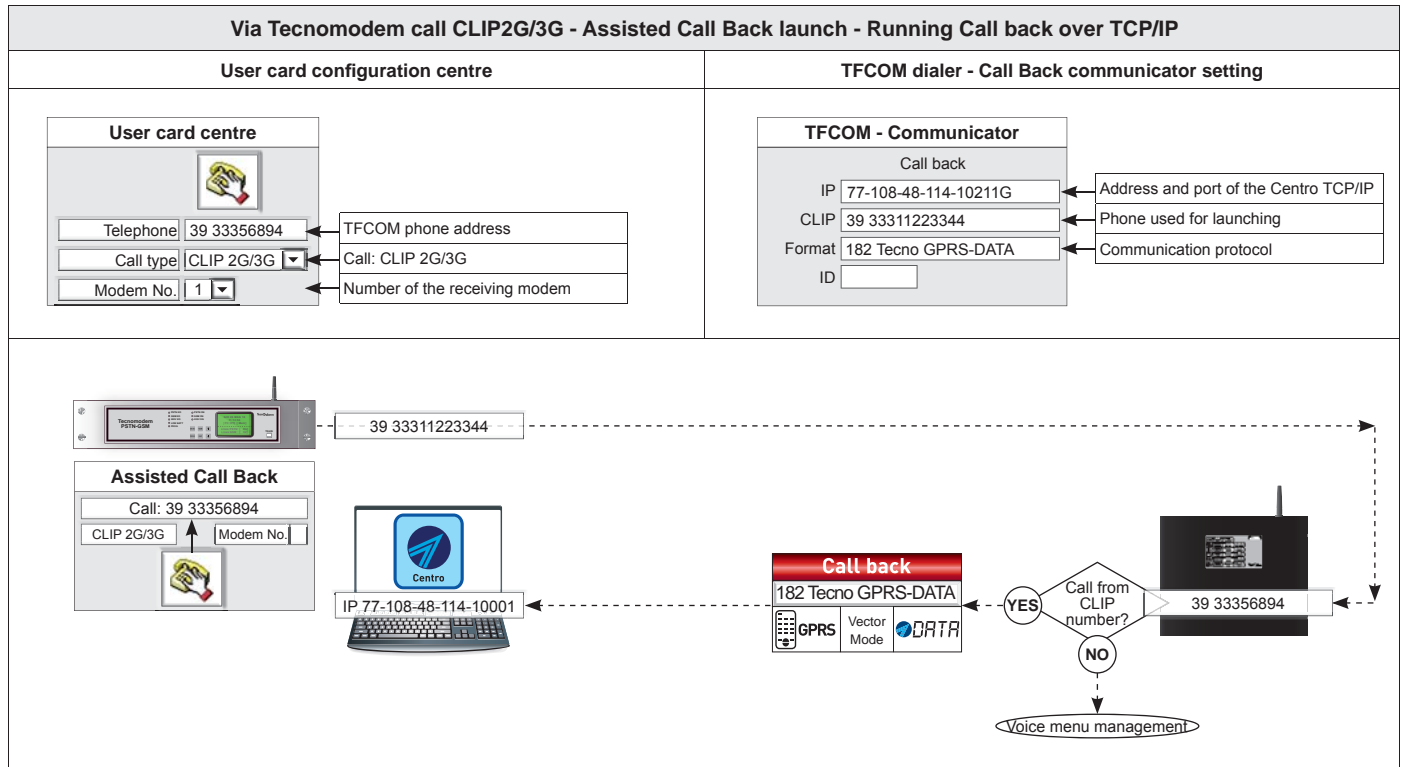 Via Tecnomodem call CLIP2G/3G - Assisted Call Back launch - Running Call back over TCP/IP
User card configuration centre
TFCOM dialer - Call Back communicator setting
User card centre
Telephone 39 33356894
TFCOM phone address
Call type CLIP 2G/3G
Call: CLIP 2G/3G
Modem No. 1
Number of the receiving modem
TFCOM - Communicator
Call back
IP 77-108-48-114-10211G
Address and port of the Centro TCP/IP
CLIP 39 33311223344
Phone used for launching
Format 182 Tecno GPRS-DATA
Communication protocol
ID
Tecnomodem
PSTN-GSM
39 33311223344
Assisted Call Back
Call: 39 33356894
CLIP 2G/3G
Modem No.
Centro
IP 77-108-48-114-10001
Call back
182 Tecno GPRS-DATA
GPRS
Vector
Mode
DATA
YES
Call from
CLIP
number?
39 33356894
NO
Voice menu management